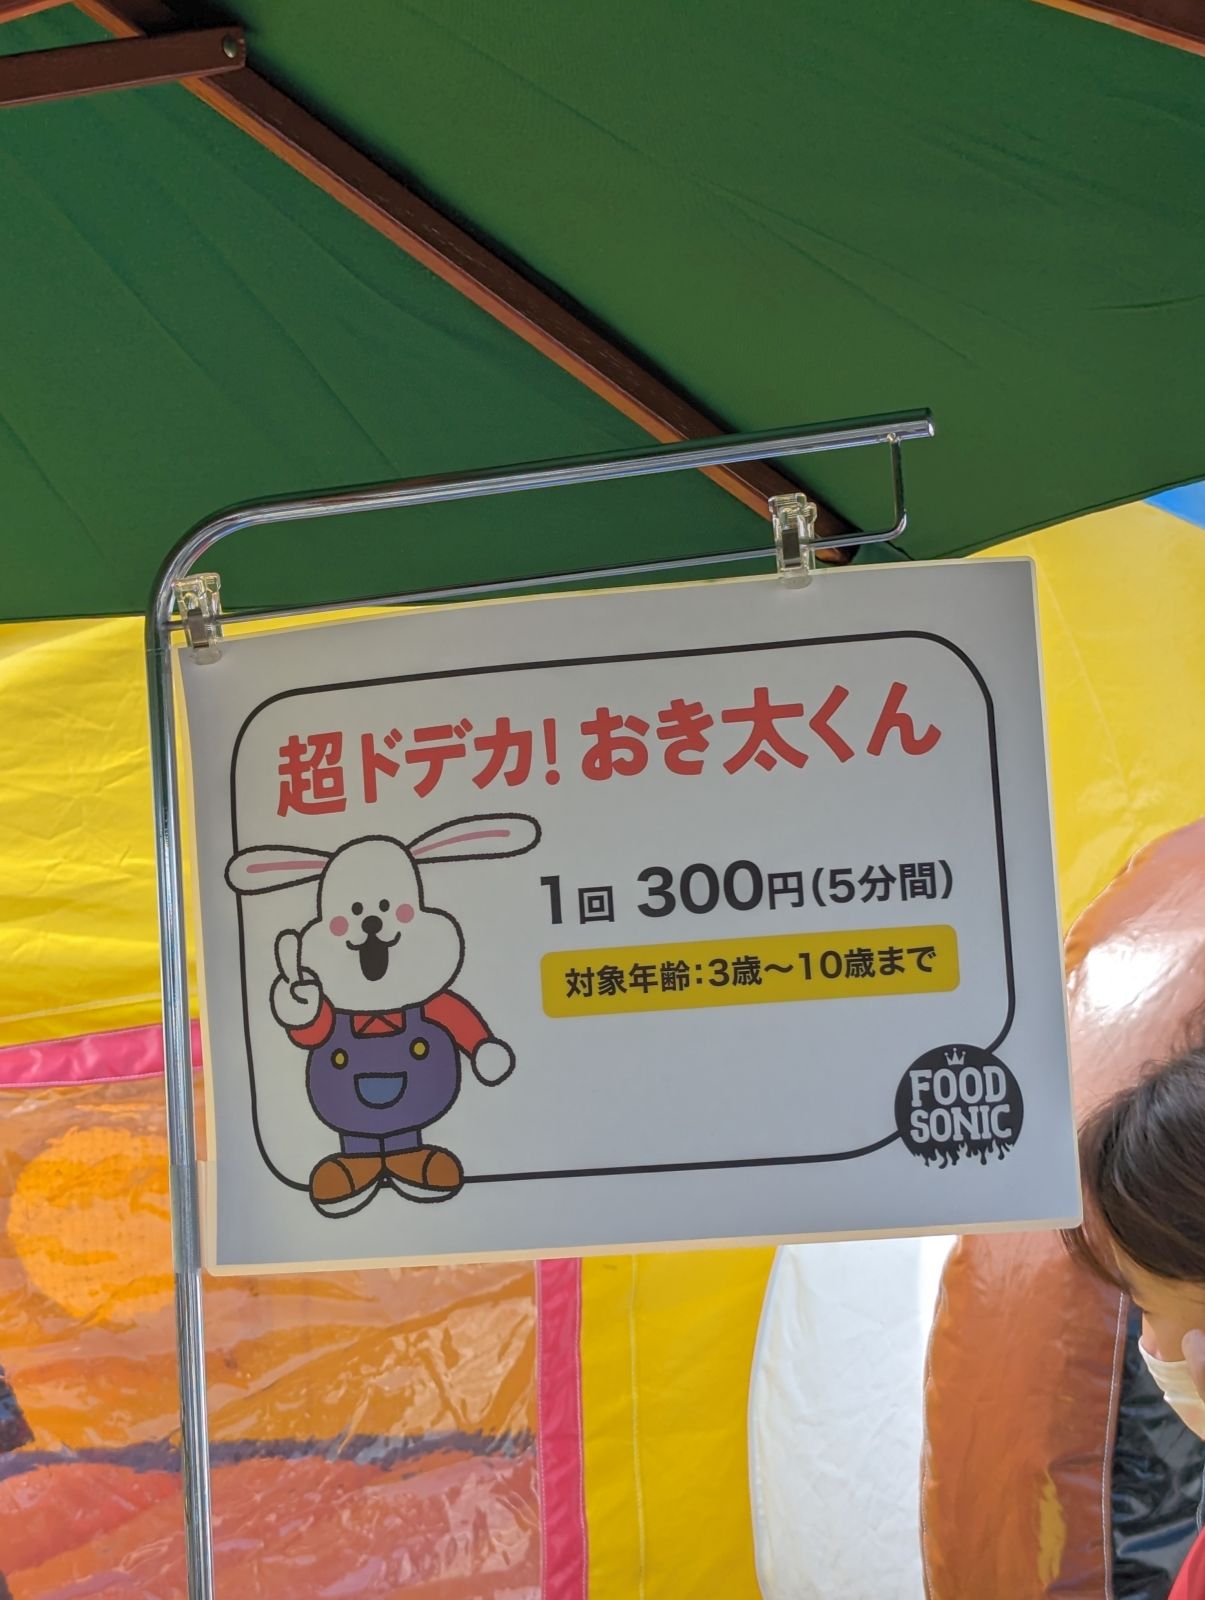 超ドデカ!おき太くん
1回 300円(5分間)
対象年齢:3歳〜10歳まで
FOOD
SONIC